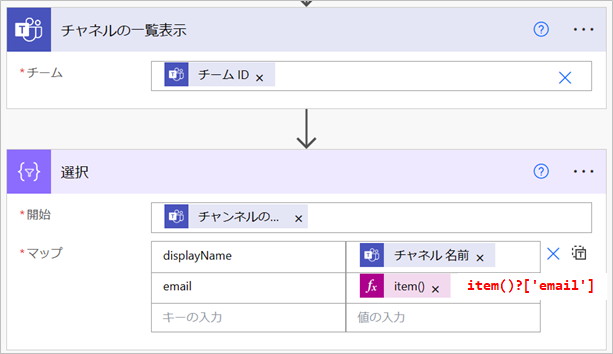 チャネルの一覧表示
* チーム
チーム ID ×
選択
* 開始
チャンネルの... ×
* マップ
displayName
チャネル 名前 ×
email
fx item() × item()?['email']
キーの入力
値の入力